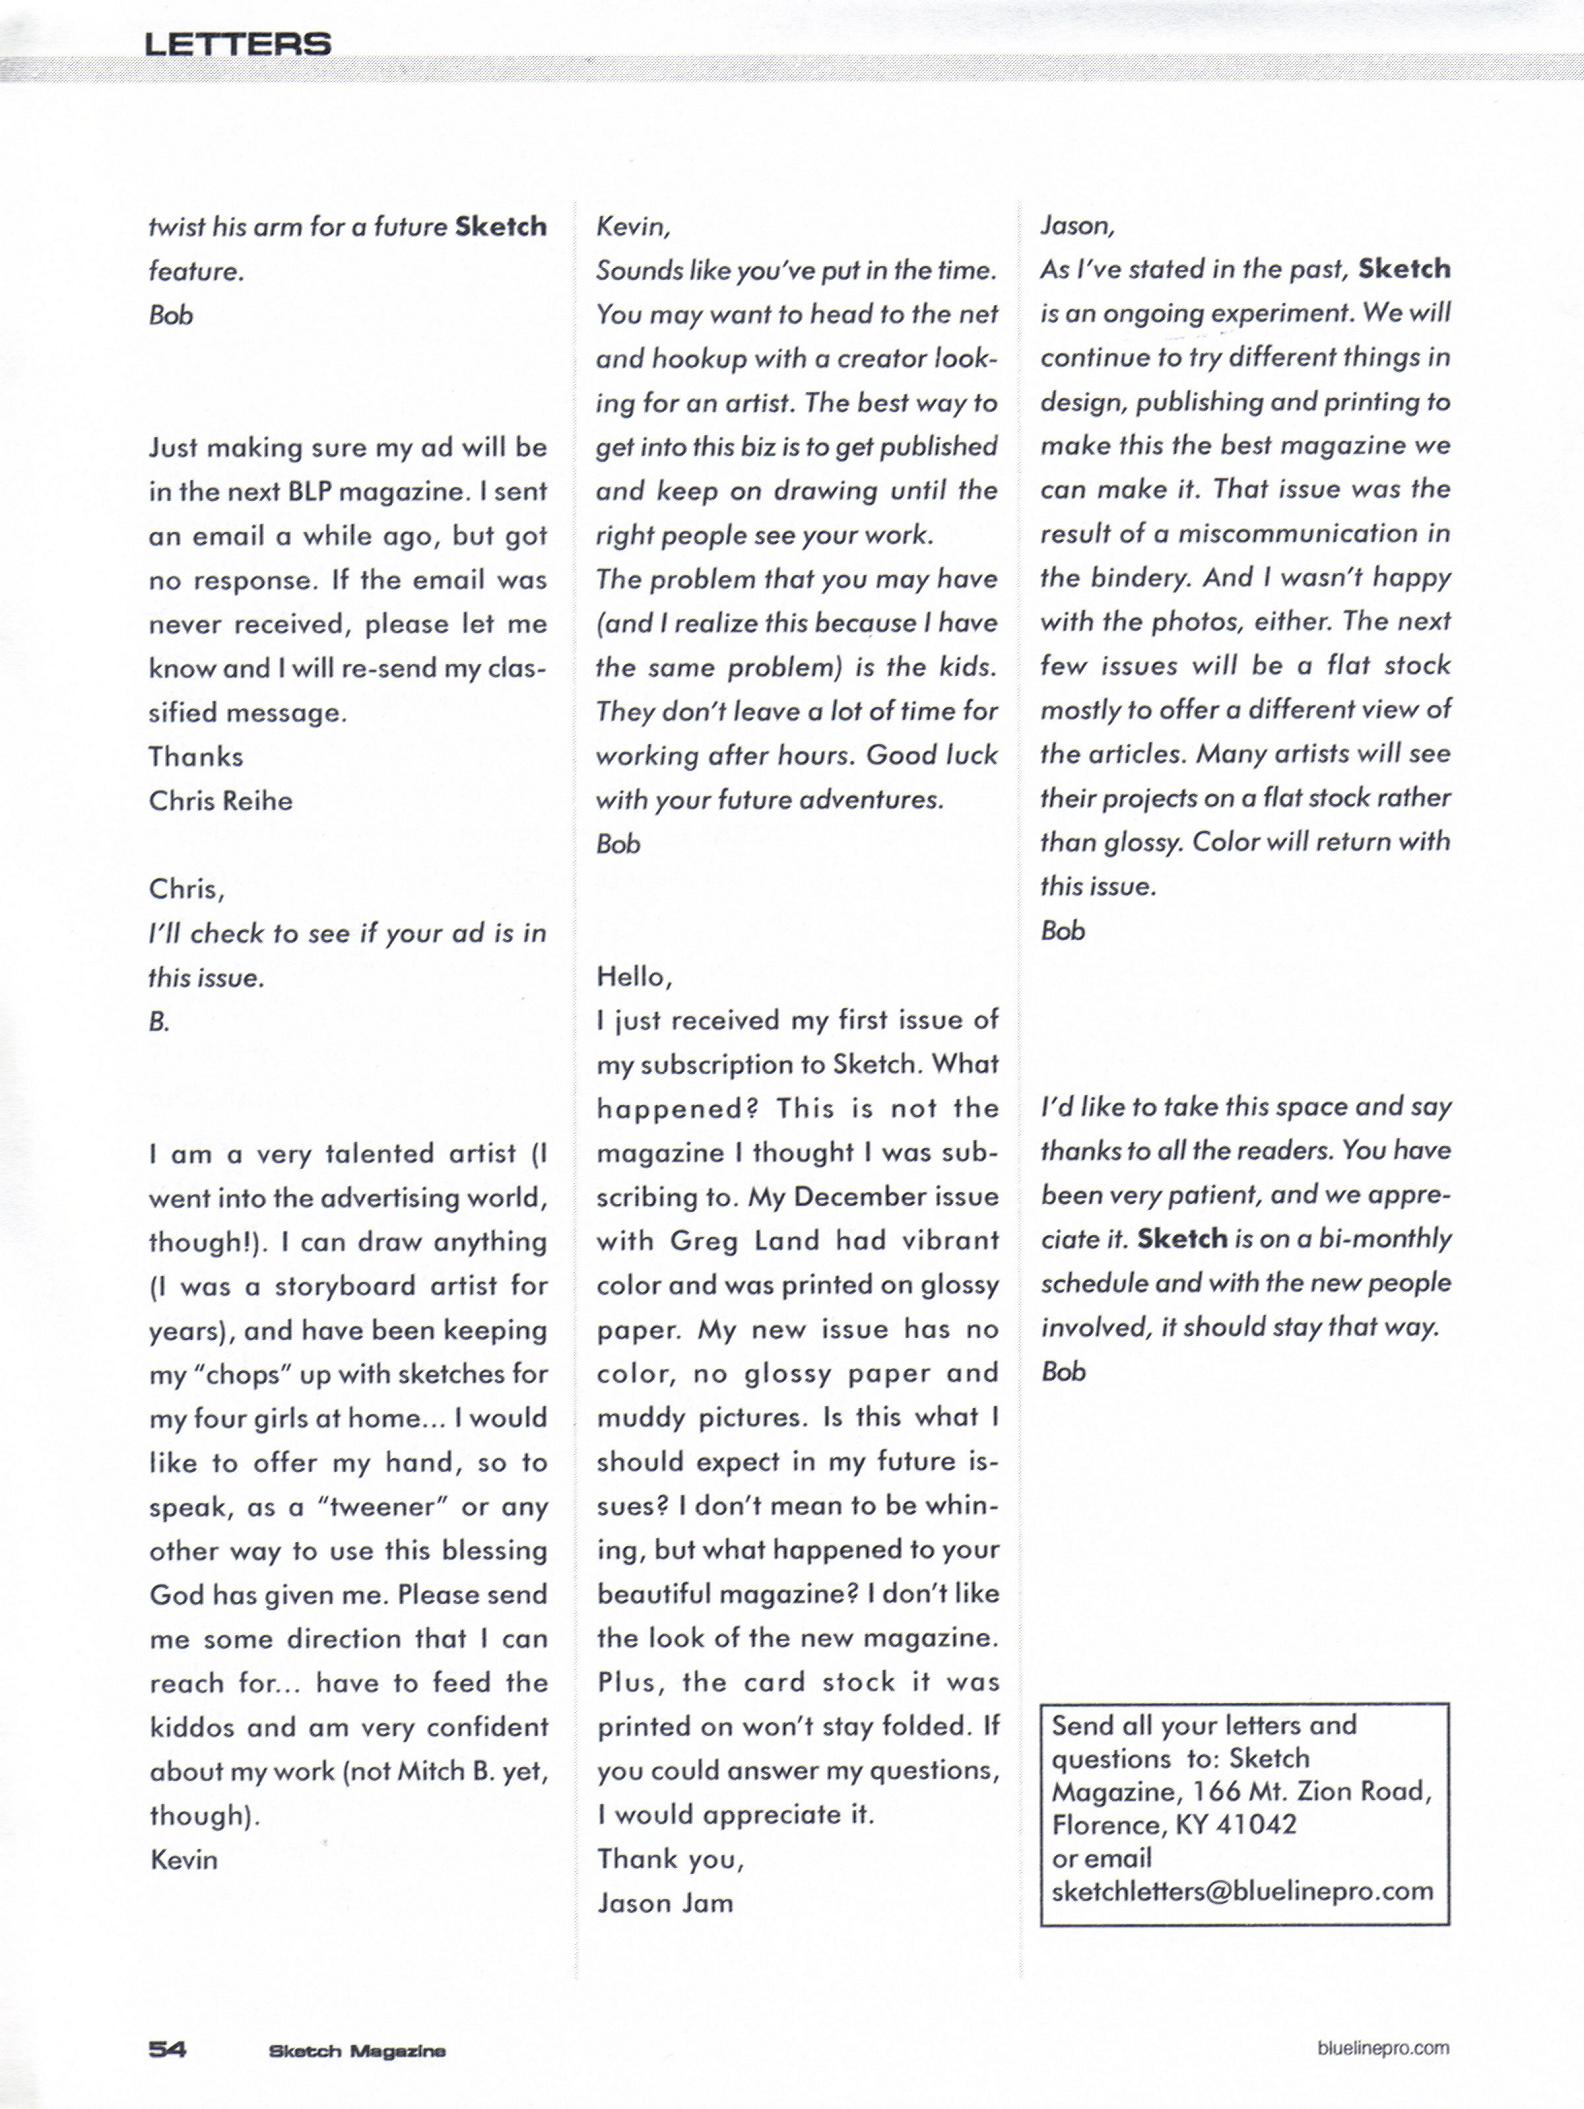 LETTERS
twist his arm for a future Sketch
feature.
Bob
Just making sure my ad will be
in the next BLP magazine. I sent
an email a while ago, but got
no response. If the email was
never received, please let me
know and I will re-send my clas-
sified message.
Thanks
Chris Reihe
Chris,
I'll check to see if your ad is in
this issue.
B.
I am a very talented artist (I
went into the advertising world,
though!). I can draw anything
(I was a storyboard artist for
years), and have been keeping
my "chops" up with sketches for
my four girls at home... I would
like to offer my hand, so to
speak, as a "tweener" or any
other way to use this blessing
God has given me. Please send
me some direction that I can
reach for... have to feed the
kiddos and am very confident
about my work (not Mitch B. yet,
though).
Kevin
Kevin,
Sounds like you've put in the time.
You may want to head to the net
and hookup with a creator look-
ing for an artist. The best way to
get into this biz is to get published
and keep on drawing until the
right people see your work.
The problem that you may have
(and I realize this because I have
the same problem) is the kids.
They don't leave a lot of time for
working after hours. Good luck
with your future adventures.
Bob
Hello,
I just received my first issue of
my subscription to Sketch. What
happened? This is not the
magazine I thought I was sub-
scribing to. My December issue
with Greg Land had vibrant
color and was printed on glossy
paper. My new issue has no
color, no glossy paper and
muddy pictures. Is this what I
should expect in my future is-
sues? I don't mean to be whin-
ing, but what happened to your
beautiful magazine? I don't like
the look of the new magazine.
Plus, the card stock it was
printed on won't stay folded. If
you could answer my questions,
I would appreciate it.
Thank you,
Jason Jam
Jason,
As I've stated in the past, Sketch
is an ongoing experiment. We will
continue to try different things in
design, publishing and printing to
make this the best magazine we
can make it. That issue was the
result of a miscommunication in
the bindery. And I wasn't happy
with the photos, either. The next
few issues will be a flat stock
mostly to offer a different view of
the articles. Many artists will see
their projects on a flat stock rather
than glossy. Color will return with
this issue.
Bob
I'd like to take this space and say
thanks to all the readers. You have
been very patient, and we appre-
ciate it. Sketch is on a bi-monthly
schedule and with the new people
involved, it should stay that way.
Bob
Send all your letters and
questions to: Sketch
Magazine, 166 Mt. Zion Road,
Florence, KY 41042
or email
sketchletters@bluelinepro.com
54 Sketch Magazine
bluelinepro.com